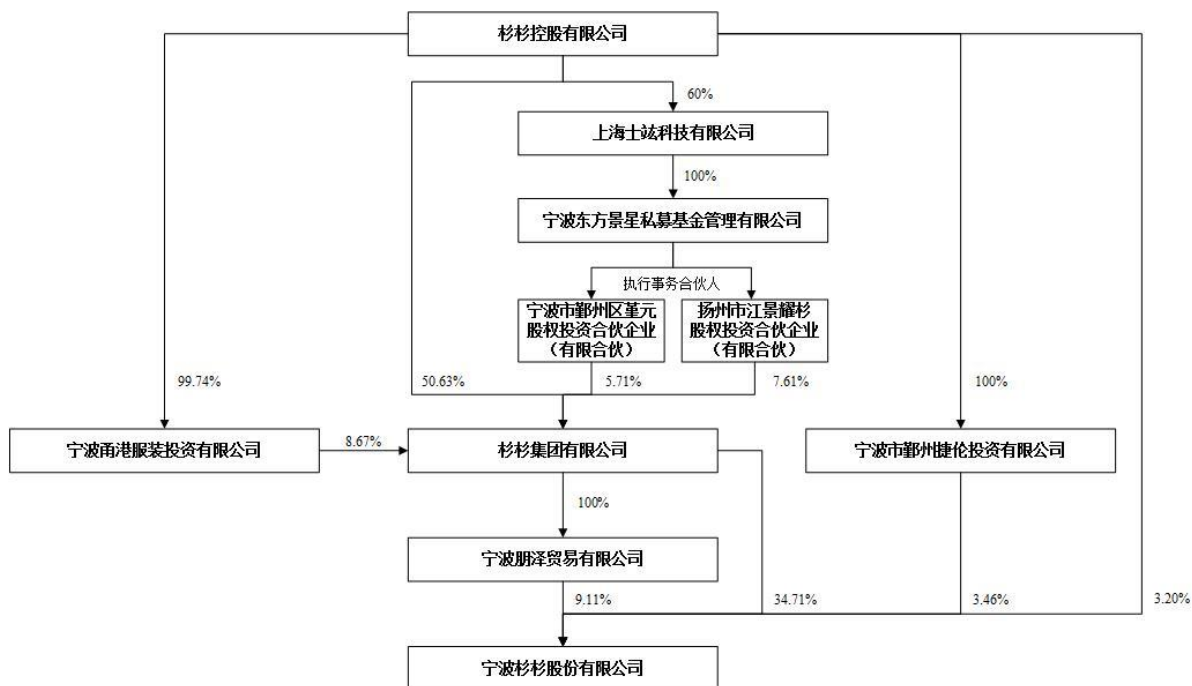 杉杉控股有限公司
60%
上海士竑科技有限公司
100%
宁波东方景星私募基金管理有限公司
执行事务合伙人
宁波市鄞州区堇元
股权投资合伙企业
（有限合伙）
扬州市江景耀杉
股权投资合伙企业
（有限合伙）
99.74%
50.63%
5.71%
7.61%
100%
宁波甬港服装投资有限公司
8.67%
杉杉集团有限公司
宁波市鄞州捷伦投资有限公司
100%
宁波朋泽贸易有限公司
9.11%
34.71%
3.46%
3.20%
宁波杉杉股份有限公司